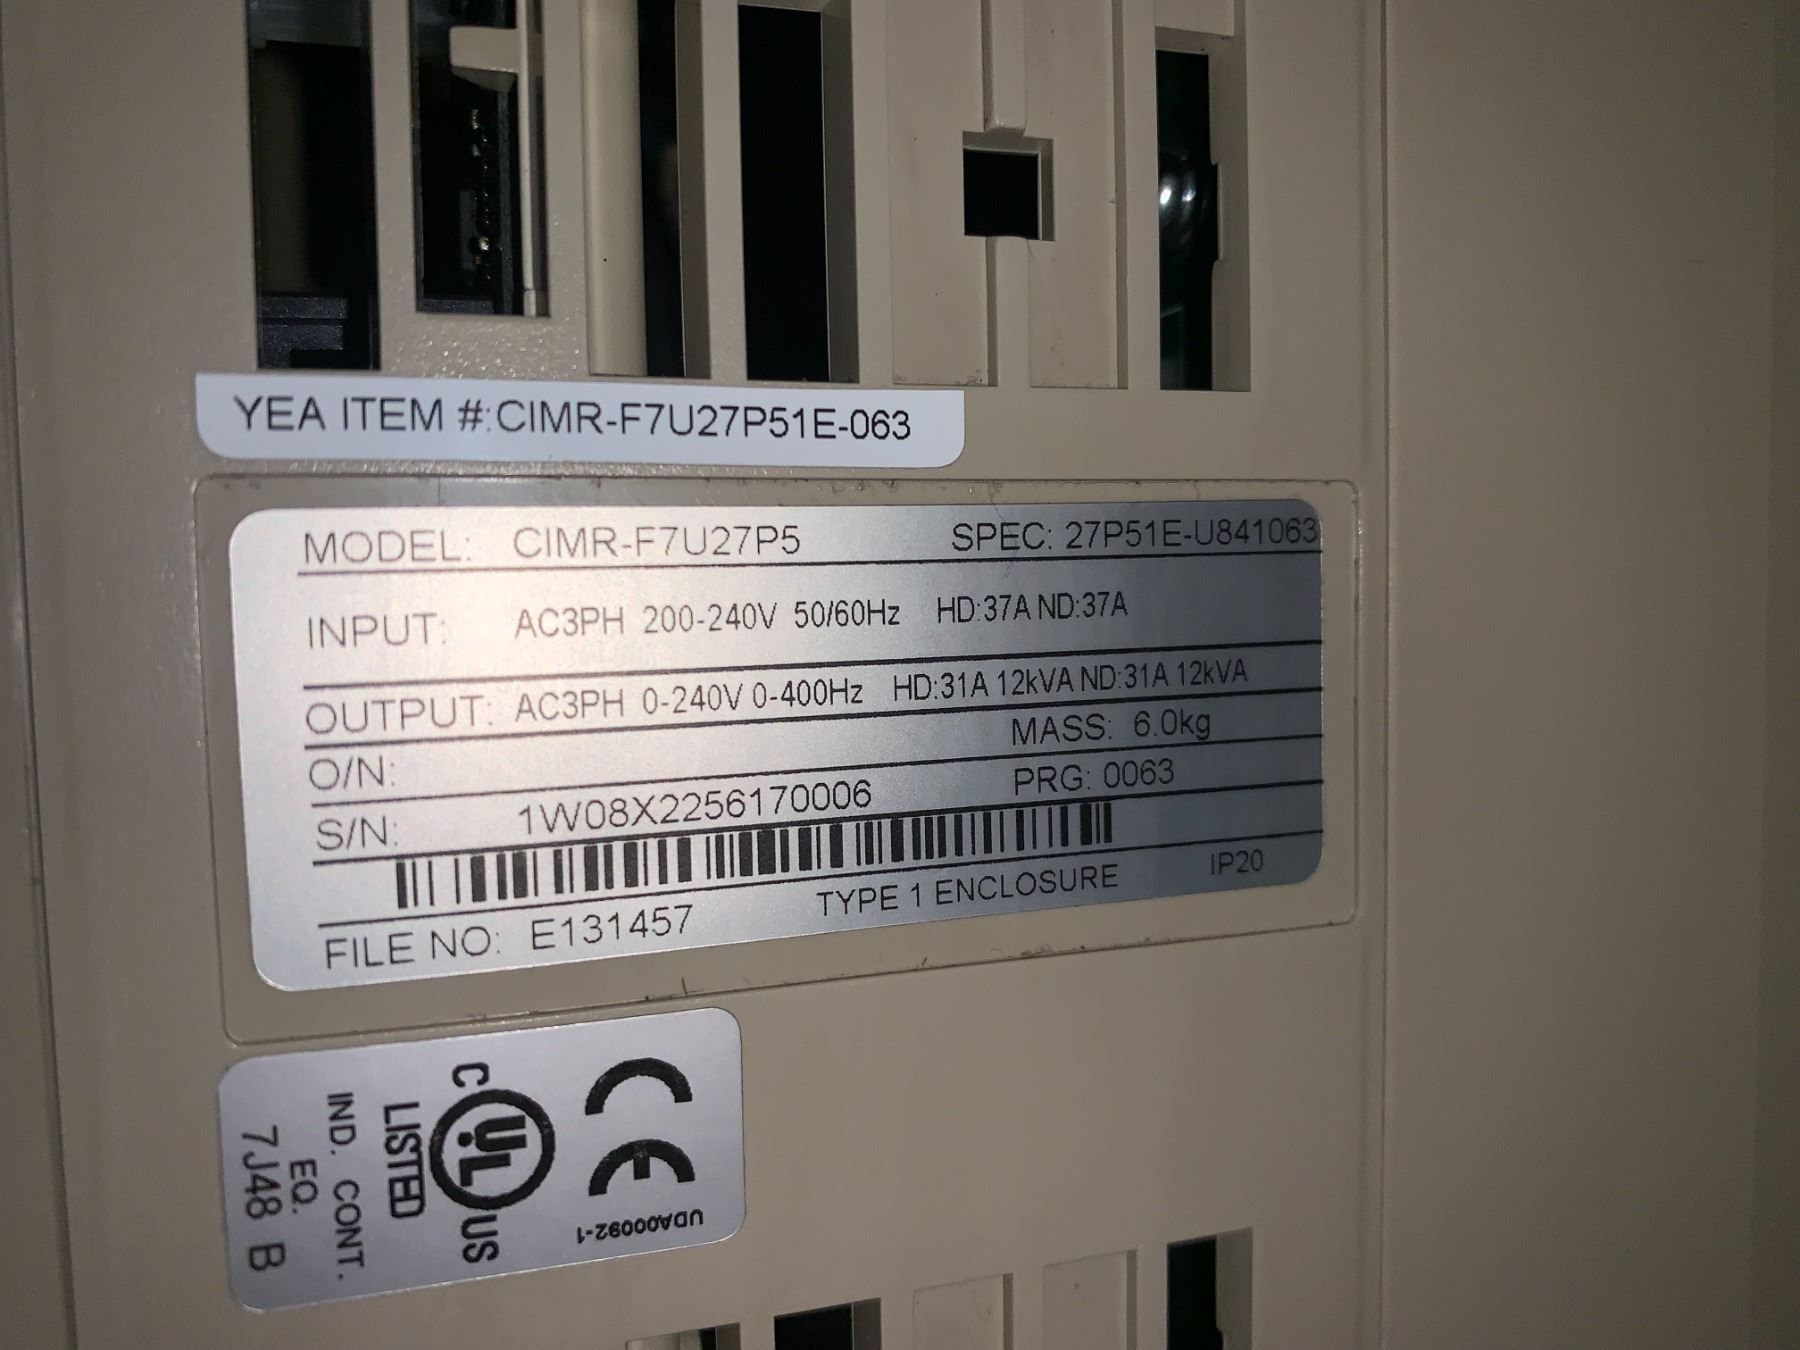 YEA ITEM #:CIMR-F7U27P51E-063
MODEL: CIMR-F7U27P5 SPEC: 27P51E-U841063
INPUT: AC3PH 200-240V 50/60Hz HD:37A ND:37A
OUTPUT: AC3PH 0-240V 0-400Hz HD:31A 12kVA ND:31A 12kVA
O/N: MASS: 6.0kg
S/N: 1W08X2256170006 PRG: 0063
FILE NO: E131457 TYPE 1 ENCLOSURE IP20
CE
UDA00092-1
C UL US
LISTED
IND. CONT.
EQ.
7J48 B